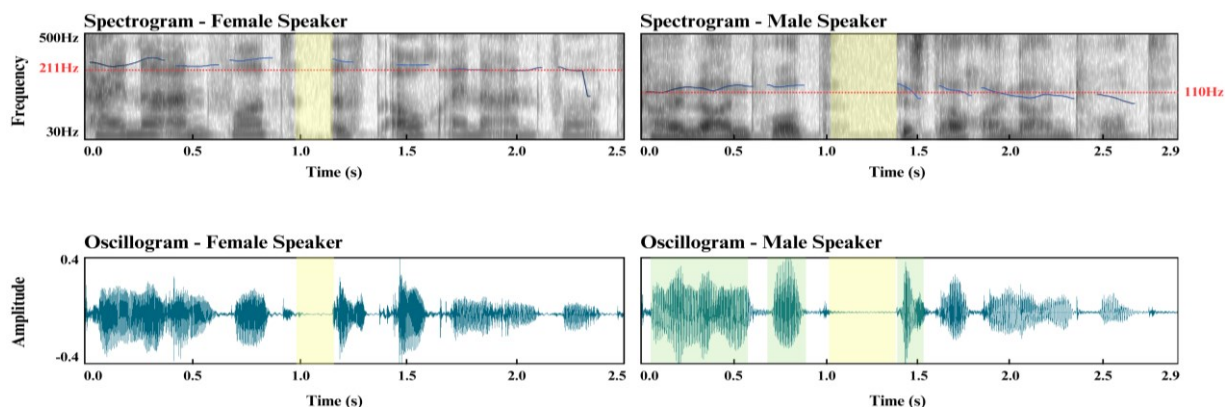 Spectrogram - Female Speaker
500Hz
211Hz
30Hz
Frequency
0.0 0.5 1.0 1.5 2.0 2.5
Time (s)
Spectrogram - Male Speaker
110Hz
0.0 0.5 1.0 1.5 2.0 2.5 2.9
Time (s)
Oscillogram - Female Speaker
0.4
-0.4
Amplitude
0.0 0.5 1.0 1.5 2.0 2.5
Time (s)
Oscillogram - Male Speaker
0.0 0.5 1.0 1.5 2.0 2.5 2.9
Time (s)